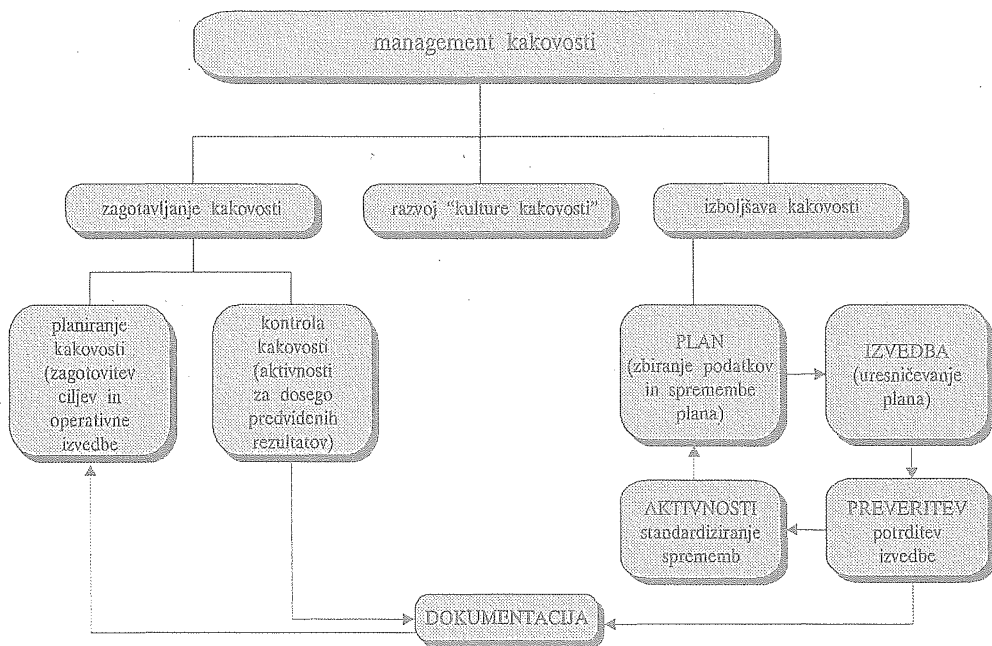 management kakovosti
zagotavljanje kakovosti
razvoj “kulture kakovosti”
izboljšava kakovosti
planiranje
kakovosti
(zagotovitev
ciljev in
operativne
izvedbe
kontrola
kakovosti
(aktivnosti
za dosego
predvidenih
rezultatov)
PLAN
(zbiranje podatkov
in spremembe
plana)
IZVEDBA
(uresničevanje
plana)
AKTIVNOSTI
standardiziranje
sprememb
PREVERITEV
potrditev
izvedbe
DOKUMENTACIJA